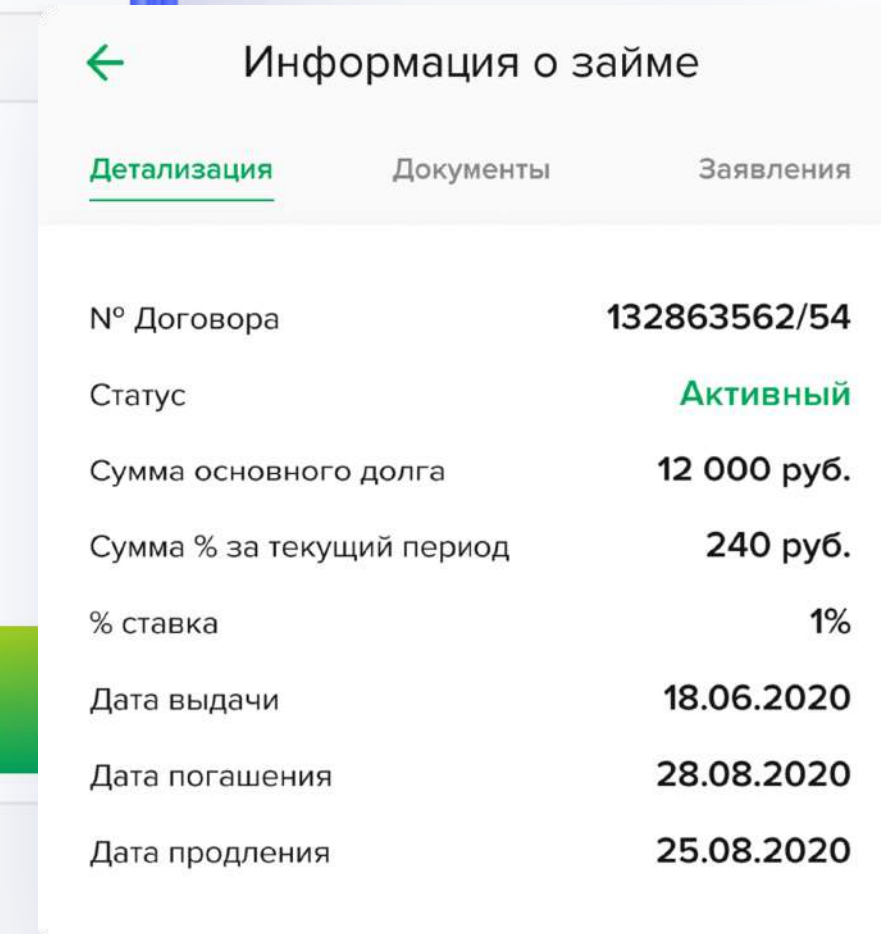 Информация о займе
Детализация Документы Заявления
№ Договора 132863562/54
Статус Активный
Сумма основного долга 12 000 руб.
Сумма % за текущий период 240 руб.
% ставка 1%
Дата выдачи 18.06.2020
Дата погашения 28.08.2020
Дата продления 25.08.2020